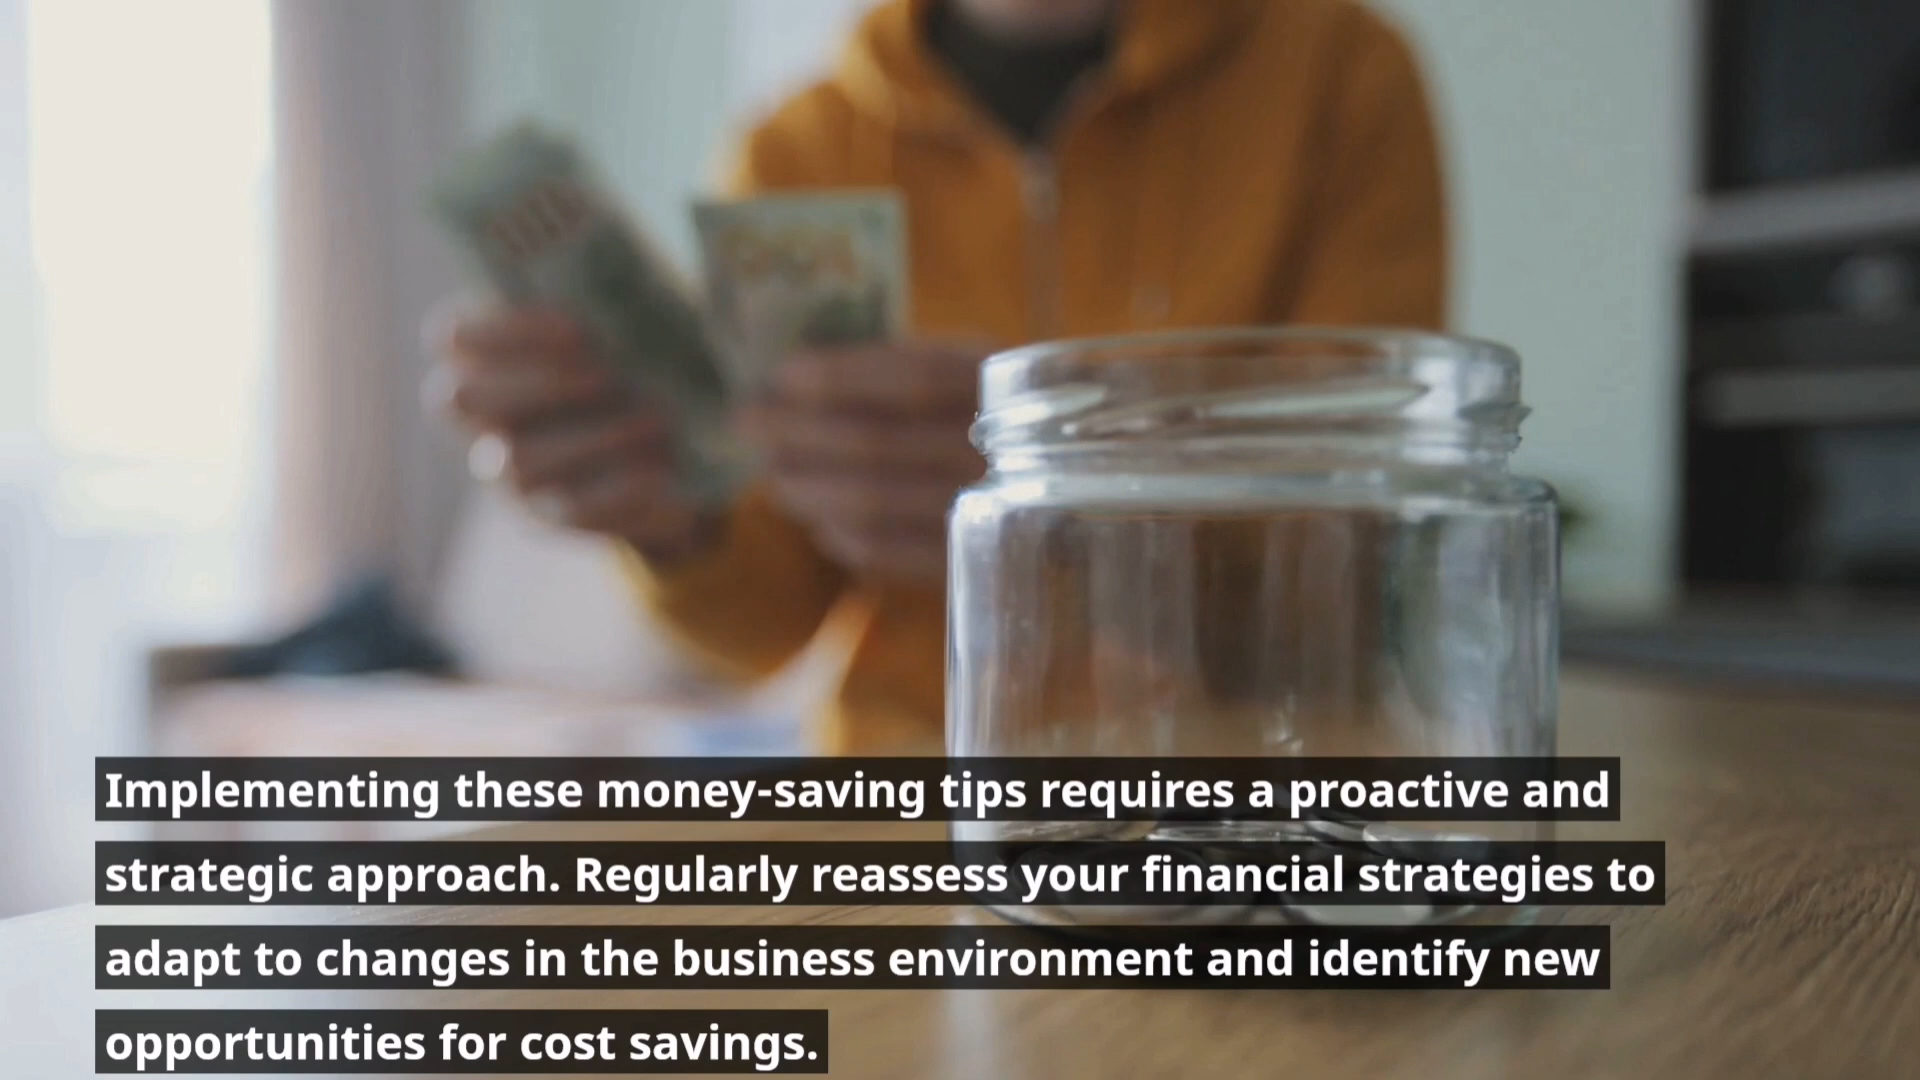 Implementing these money-saving tips requires a proactive and
strategic approach. Regularly reassess your financial strategies to
adapt to changes in the business environment and identify new
opportunities for cost savings.